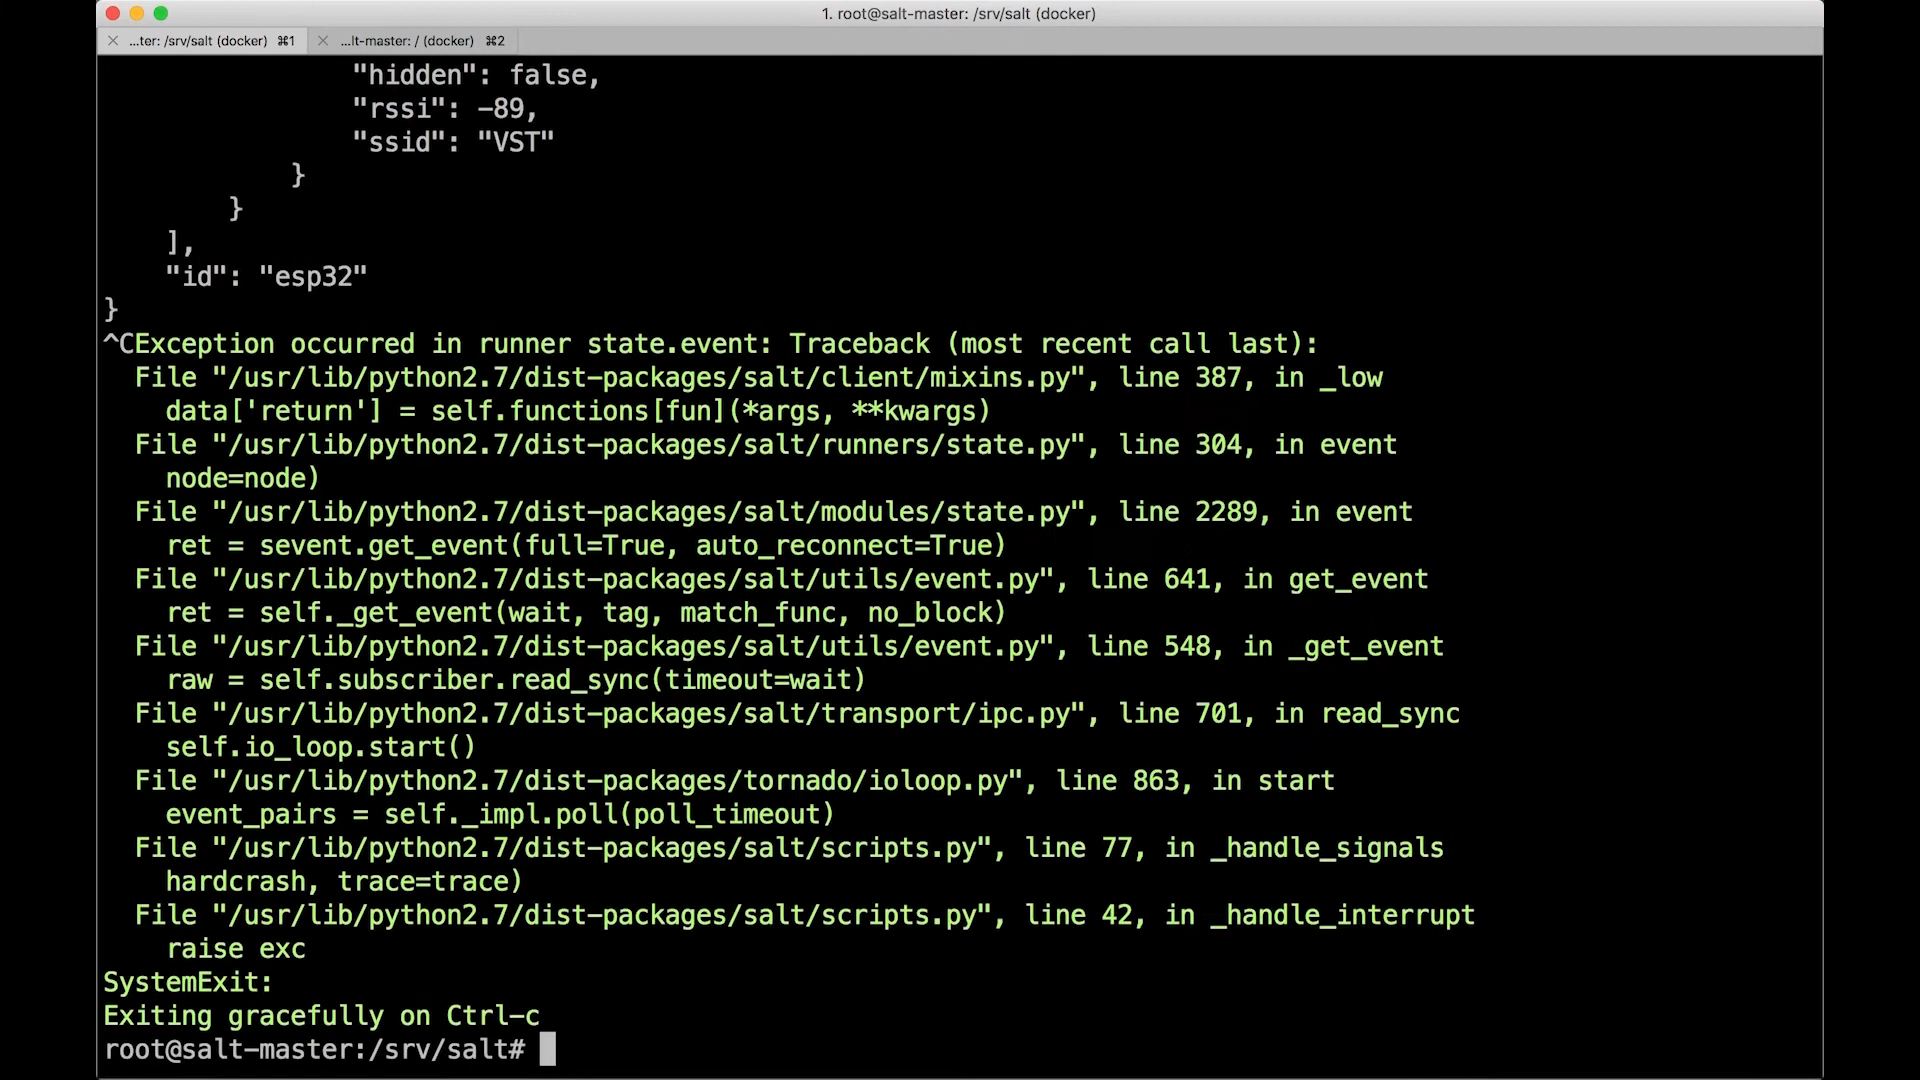 1. root@salt-master: /srv/salt (docker)
...ter: /srv/salt (docker) ⌘1 ...lt-master: / (docker) ⌘2
"hidden": false,
"rssi": -89,
"ssid": "VST"
}
}
],
"id": "esp32"
}
^CException occurred in runner state.event: Traceback (most recent call last):
File "/usr/lib/python2.7/dist-packages/salt/client/mixins.py", line 387, in _low
data['return'] = self.functions[fun](*args, **kwargs)
File "/usr/lib/python2.7/dist-packages/salt/runners/state.py", line 304, in event
node=node)
File "/usr/lib/python2.7/dist-packages/salt/modules/state.py", line 2289, in event
ret = sevent.get_event(full=True, auto_reconnect=True)
File "/usr/lib/python2.7/dist-packages/salt/utils/event.py", line 641, in get_event
ret = self._get_event(wait, tag, match_func, no_block)
File "/usr/lib/python2.7/dist-packages/salt/utils/event.py", line 548, in _get_event
raw = self.subscriber.read_sync(timeout=wait)
File "/usr/lib/python2.7/dist-packages/salt/transport/ipc.py", line 701, in read_sync
self.io_loop.start()
File "/usr/lib/python2.7/dist-packages/tornado/ioloop.py", line 863, in start
event_pairs = self._impl.poll(poll_timeout)
File "/usr/lib/python2.7/dist-packages/salt/scripts.py", line 77, in _handle_signals
hardcrash, trace=trace)
File "/usr/lib/python2.7/dist-packages/salt/scripts.py", line 42, in _handle_interrupt
raise exc
SystemExit:
Exiting gracefully on Ctrl-c
root@salt-master:/srv/salt#